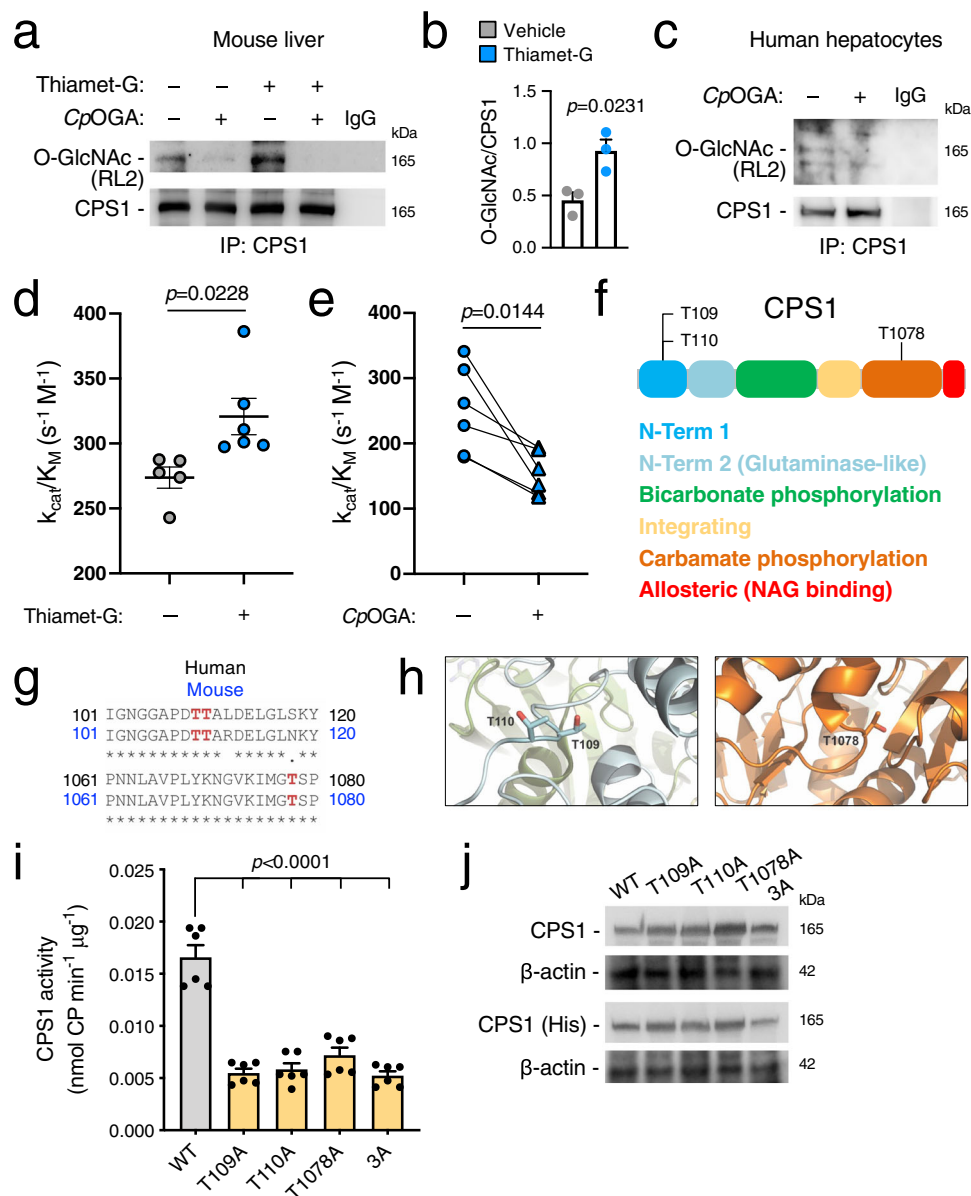 a
Mouse liver
Thiamet-G: – – + +
CpOGA: – + – + IgG
kDa
O-GlcNAc - 165
(RL2)
CPS1 - 165
IP: CPS1
b
Vehicle
Thiamet-G
p=0.0231
O-GlcNAc/CPS1
1.5
1.0
0.5
0.0
c
Human hepatocytes
CpOGA: – + IgG
kDa
O-GlcNAc - 165
(RL2)
CPS1 - 165
IP: CPS1
d
p=0.0228
kcat/KM (s-1 M-1)
400
350
300
250
200
Thiamet-G: – +
e
p=0.0144
kcat/KM (s-1 M-1)
400
300
200
100
0
CpOGA: – +
f
CPS1
T109
T110
T1078
N-Term 1
N-Term 2 (Glutaminase-like)
Bicarbonate phosphorylation
Integrating
Carbamate phosphorylation
Allosteric (NAG binding)
g
Human
Mouse
101 IGNGGAPDTTALDELGLSKY 120
101 IGNGGAPDTTARDELGLNKY 120
*********** *****.**
1061 PNNLAVPLYKNGVKIMGTSP 1080
1061 PNNLAVPLYKNGVKIMGTSP 1080
********************
h
T110
T109
T1078
i
p<0.0001
CPS1 activity
(nmol CP min-1 μg-1)
0.025
0.020
0.015
0.010
0.005
0.000
WT T109A T110A T1078A 3A
j
WT T109A T110A T1078A 3A
kDa
CPS1 - 165
β-actin - 42
CPS1 (His) - 165
β-actin - 42